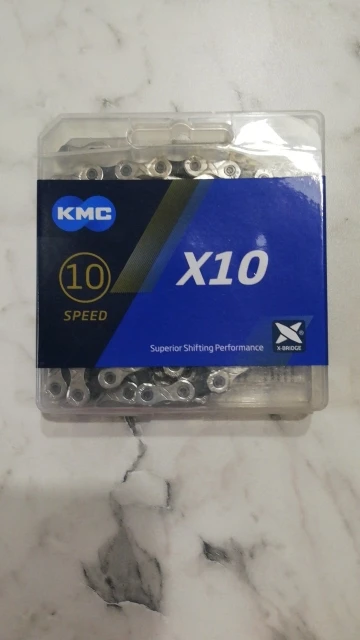 KMC
10
SPEED
X10
Superior Shifting Performance
X-BRIDGE